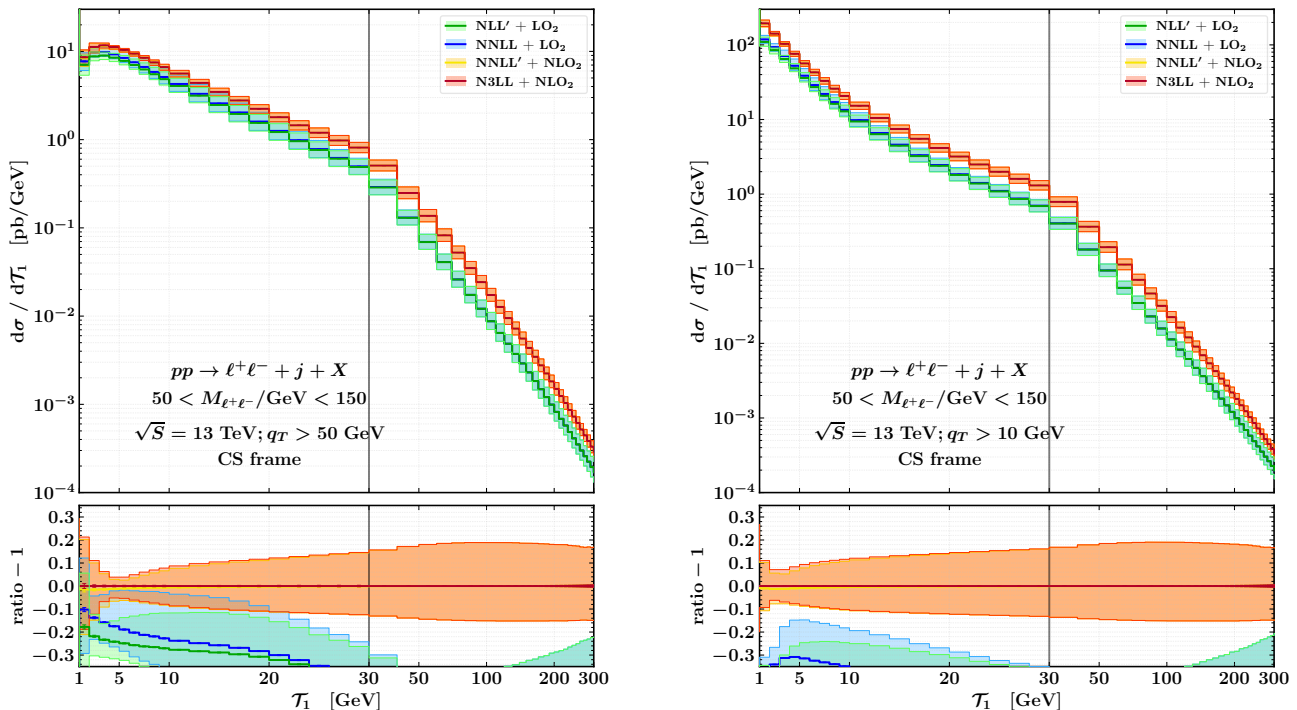 NLL′ + LO₂
NNLL + LO₂
NNLL′ + NLO₂
N3LL + NLO₂
dσ / d𝒯₁ [pb/GeV]
10¹
10⁰
10⁻¹
10⁻²
10⁻³
10⁻⁴
pp → ℓ⁺ℓ⁻ + j + X
50 < M_ℓ⁺ℓ⁻/GeV < 150
√S = 13 TeV; q_T > 50 GeV
CS frame
ratio − 1
0.3
0.2
0.1
0.0
−0.1
−0.2
−0.3
1 5 10 20 30 50 100 200 300
𝒯₁ [GeV]
NLL′ + LO₂
NNLL + LO₂
NNLL′ + NLO₂
N3LL + NLO₂
dσ / d𝒯₁ [pb/GeV]
10²
10¹
10⁰
10⁻¹
10⁻²
10⁻³
10⁻⁴
pp → ℓ⁺ℓ⁻ + j + X
50 < M_ℓ⁺ℓ⁻/GeV < 150
√S = 13 TeV; q_T > 10 GeV
CS frame
ratio − 1
0.3
0.2
0.1
0.0
−0.1
−0.2
−0.3
1 5 10 20 30 50 100 200 300
𝒯₁ [GeV]